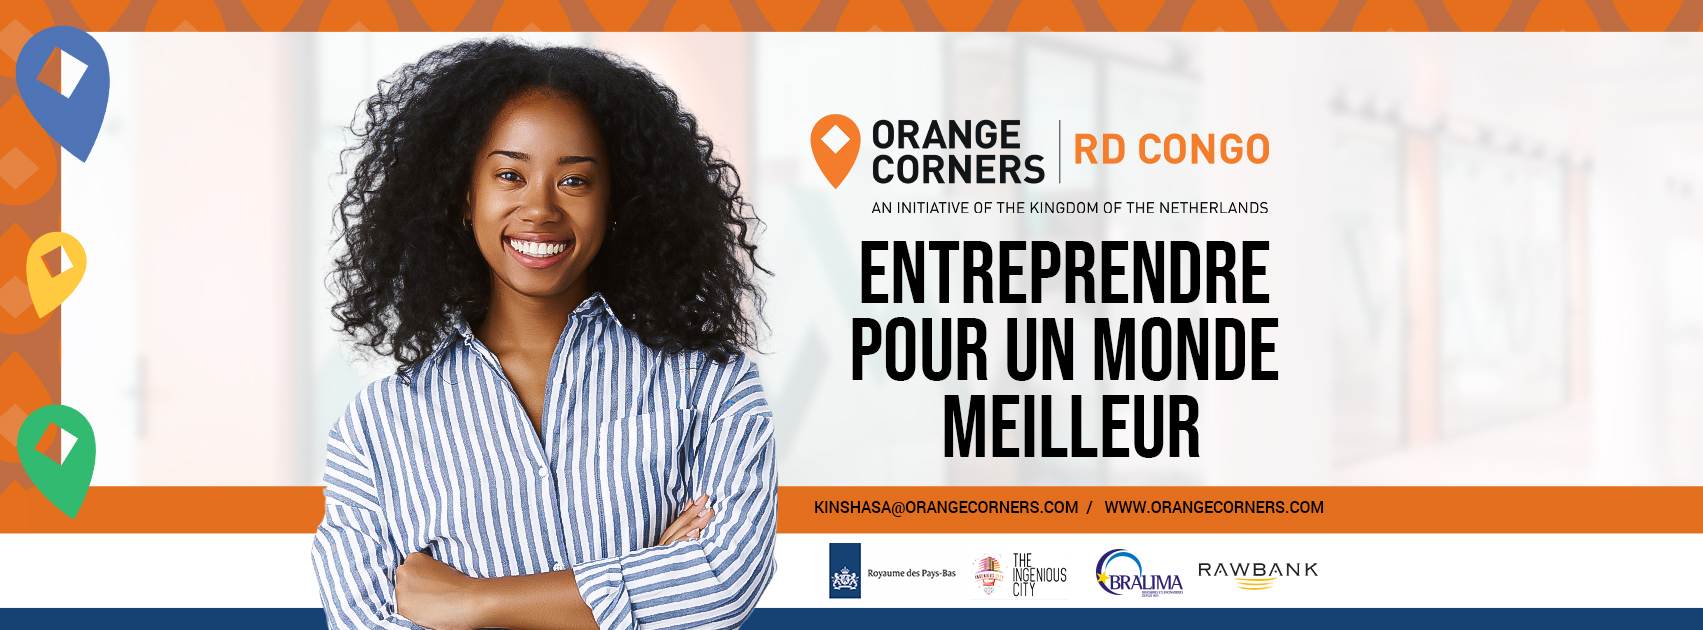 ORANGE
CORNERS
RD CONGO
AN INITIATIVE OF THE KINGDOM OF THE NETHERLANDS
ENTREPRENDRE
POUR UN MONDE
MEILLEUR
KINSHASA@ORANGECORNERS.COM / WWW.ORANGECORNERS.COM
Royaume des Pays-Bas
THE
INGENIOUS
CITY
BRALIMA
RAWBANK